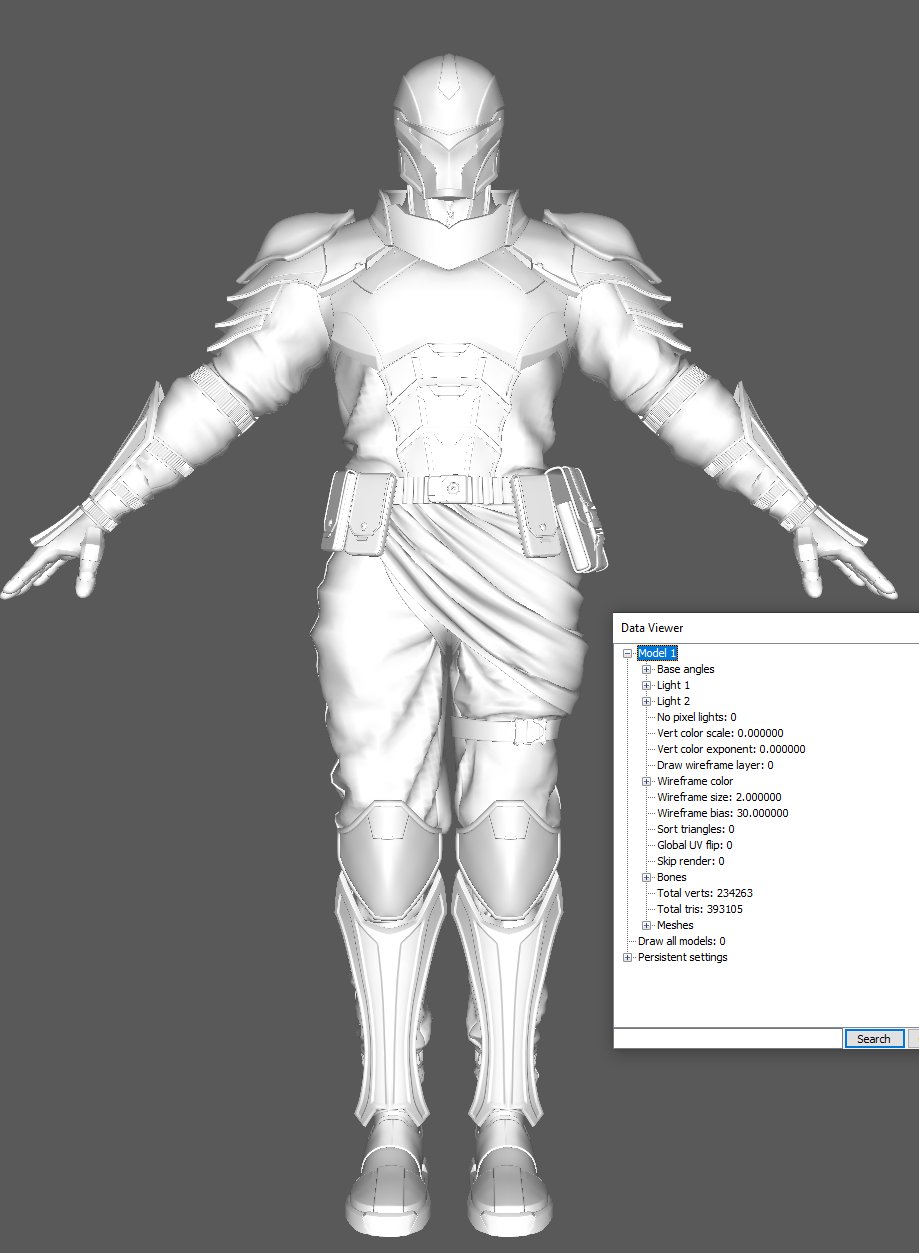 Data Viewer
Model 1
Base angles
Light 1
Light 2
No pixel lights: 0
Vert color scale: 0.000000
Vert color exponent: 0.000000
Draw wireframe layer: 0
Wireframe color
Wireframe size: 2.000000
Wireframe bias: 30.000000
Sort triangles: 0
Global UV flip: 0
Skip render: 0
Bones
Total verts: 234263
Total tris: 393105
Meshes
Draw all models: 0
Persistent settings
Search